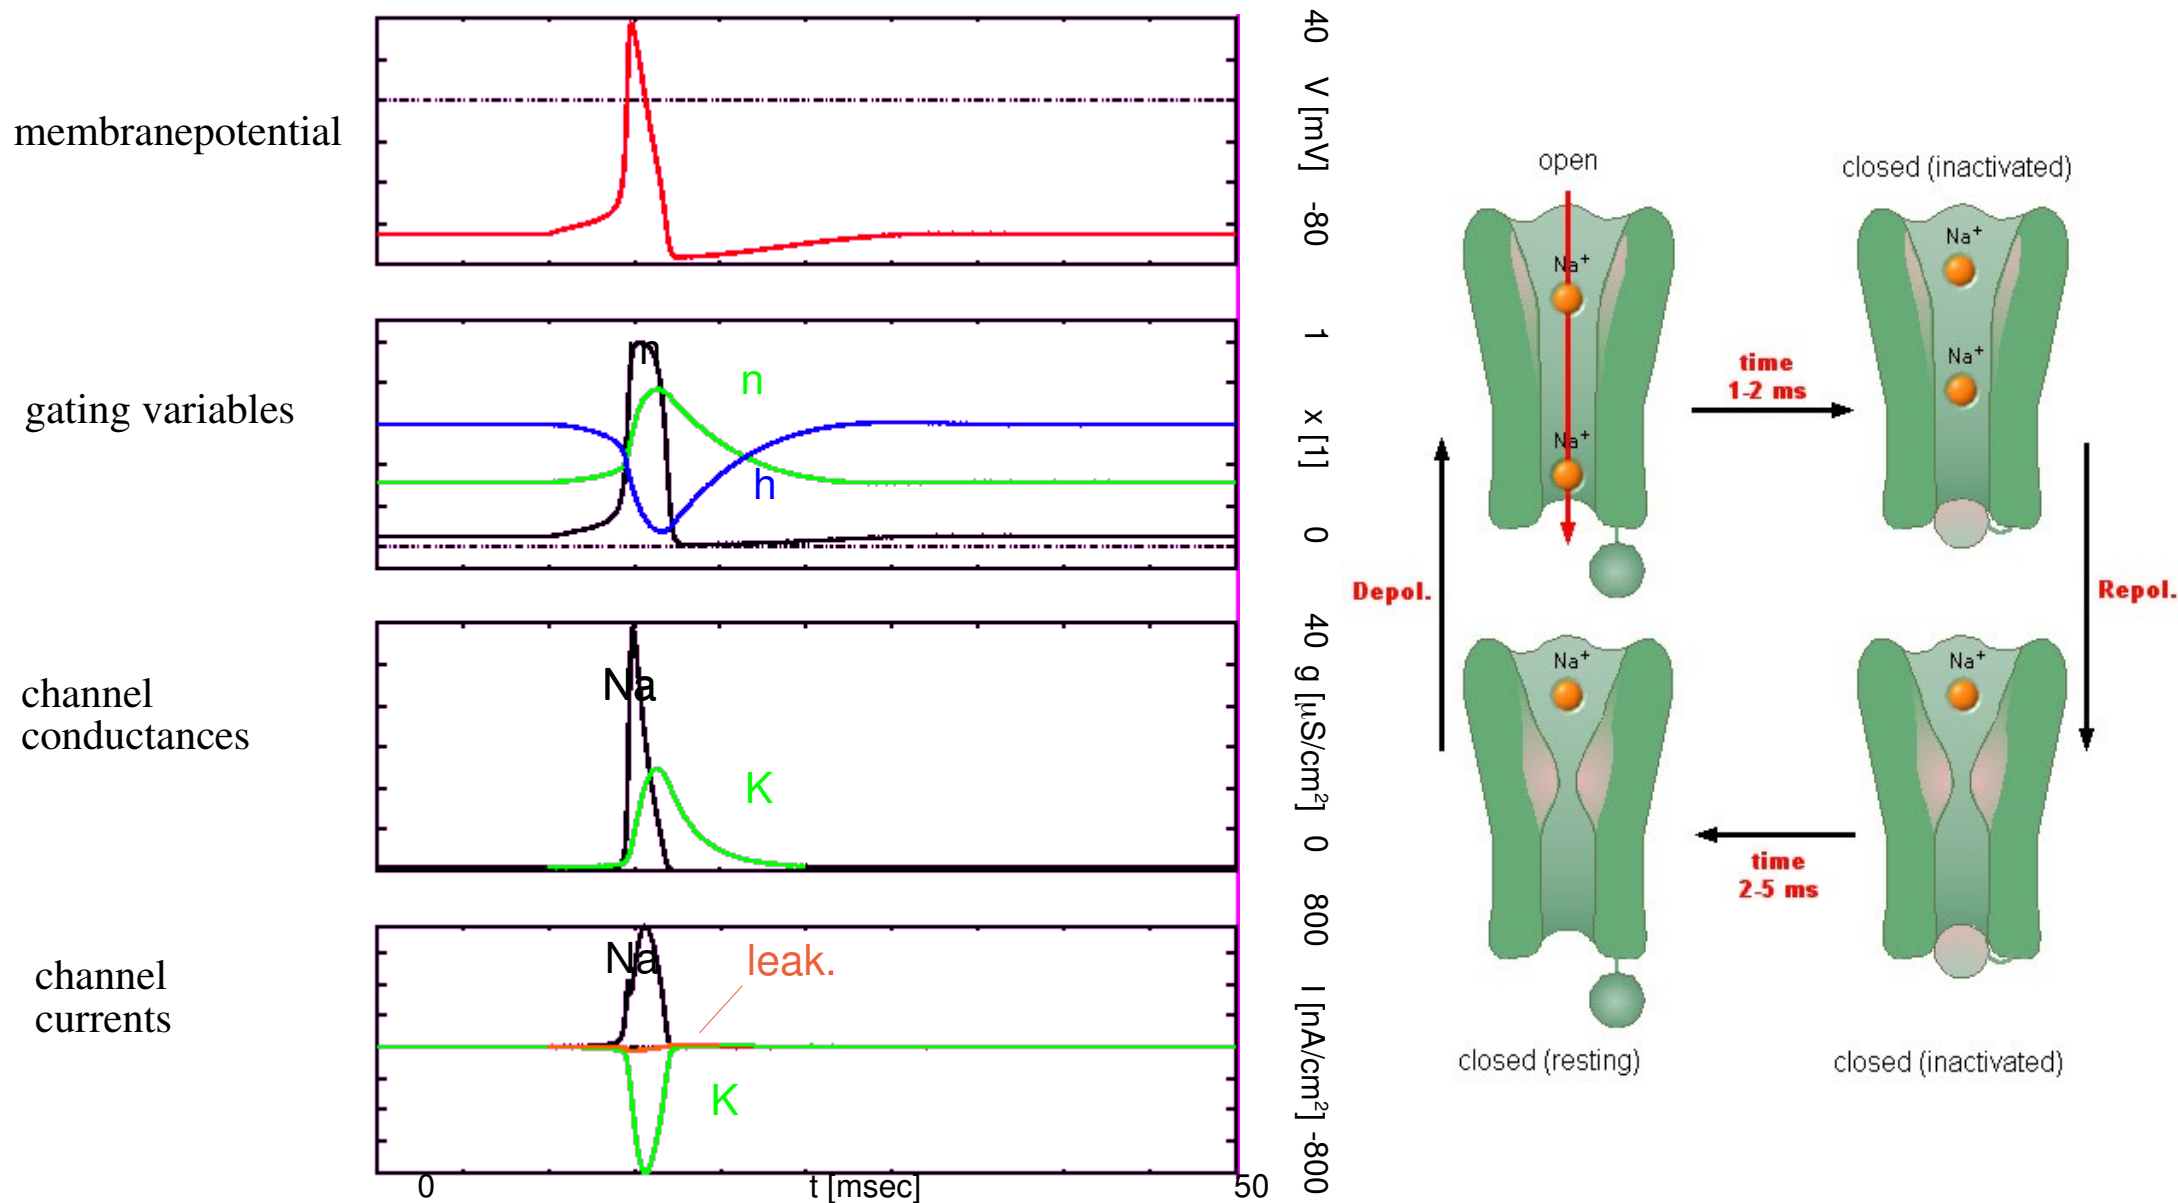 membranepotential
40 V [mV] -80
gating variables
m
n
h
1 x [1] 0
channel
conductances
Na
K
40 g [µS/cm²] 0
channel
currents
Na
leak.
K
800 I [nA/cm²] -800
0 t [msec] 50
open
closed (inactivated)
Na⁺
Na⁺
Na⁺
Na⁺
time
1-2 ms
Depol.
Repol.
Na⁺
Na⁺
time
2-5 ms
closed (resting)
closed (inactivated)